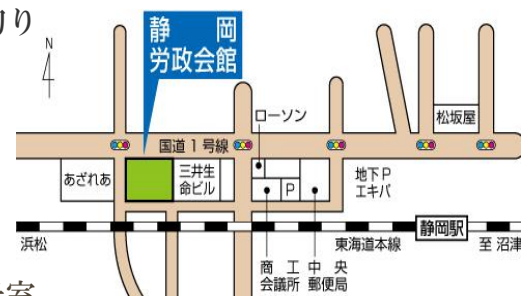 り
N
静岡
労政会館
ローソン
松坂屋
国道1号線
あざれあ
三井生
命ビル
P
地下P
エキパ
静岡駅
浜松
東海道本線
至 沼津
商工
会議所
中央
郵便局
室